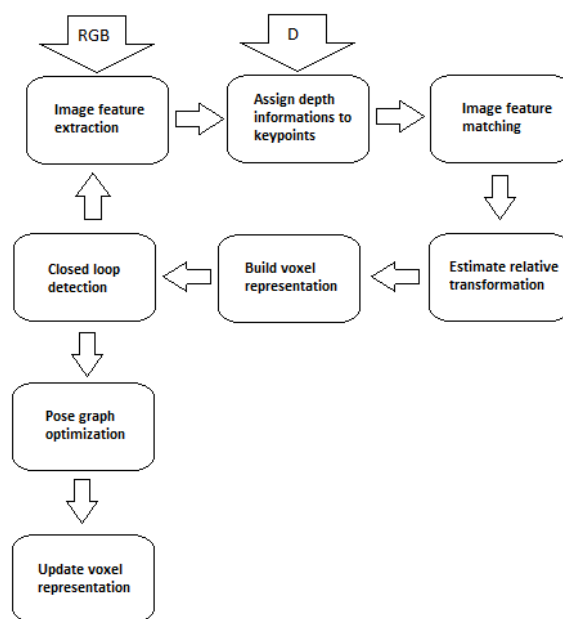 RGB
D
Image feature
extraction
Assign depth
informations to
keypoints
Image feature
matching
Closed loop
detection
Build voxel
representation
Estimate relative
transformation
Pose graph
optimization
Update voxel
representation